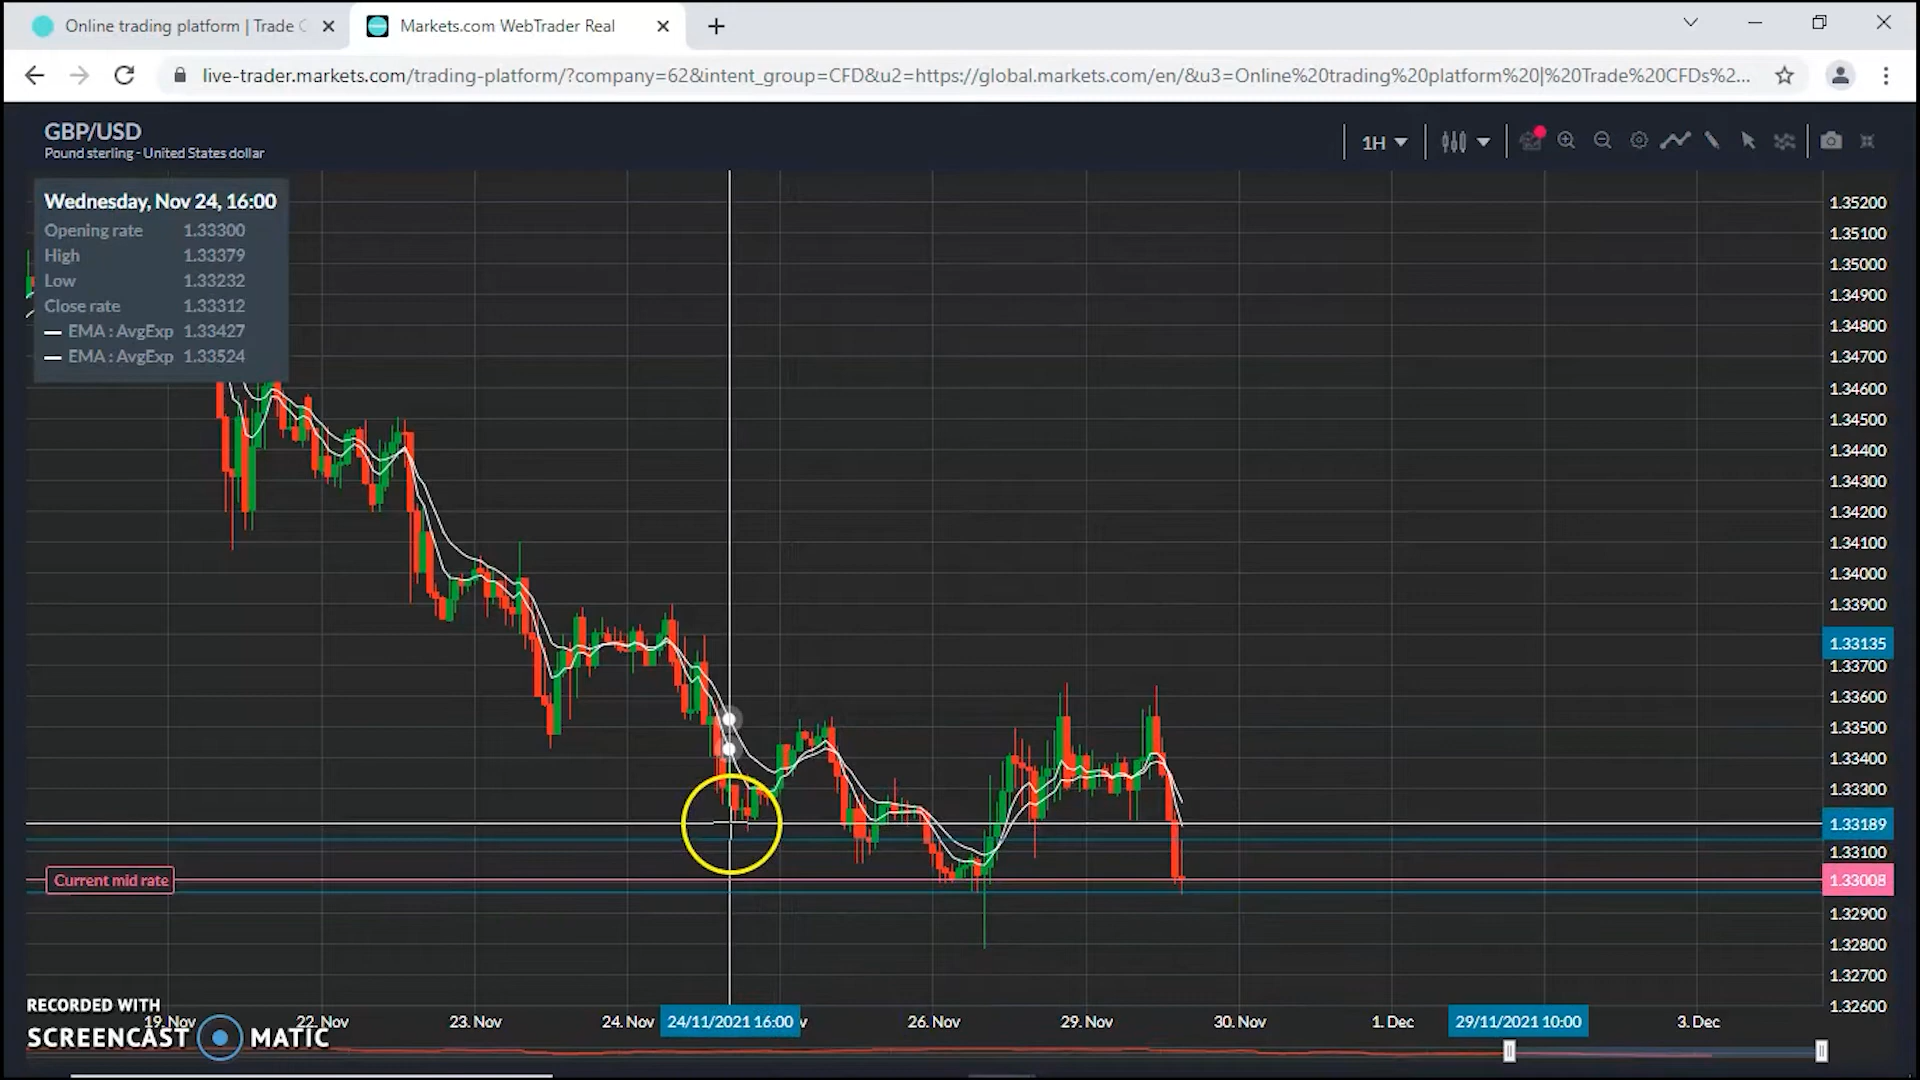 Online trading platform | Trade C
Markets.com WebTrader Real
live-trader.markets.com/trading-platform/?company=62&intent_group=CFD&u2=https://global.markets.com/en/&u3=Online%20trading%20platform%20|%20Trade%20CFDs%2...
GBP/USD
Pound sterling - United States dollar
1H
Wednesday, Nov 24, 16:00
Opening rate 1.33300
High 1.33379
Low 1.33232
Close rate 1.33312
EMA : AvgExp 1.33427
EMA : AvgExp 1.33524
1.35200
1.35100
1.35000
1.34900
1.34800
1.34700
1.34600
1.34500
1.34400
1.34300
1.34200
1.34100
1.34000
1.33900
1.33135
1.33700
1.33600
1.33500
1.33400
1.33300
1.33189
1.33100
Current mid rate
1.33008
1.32900
1.32800
1.32700
1.32600
RECORDED WITH
SCREENCAST MATIC
19. Nov 22. Nov 23. Nov 24. Nov 24/11/2021 16:00 26. Nov 29. Nov 30. Nov 1. Dec 29/11/2021 10:00 3. Dec